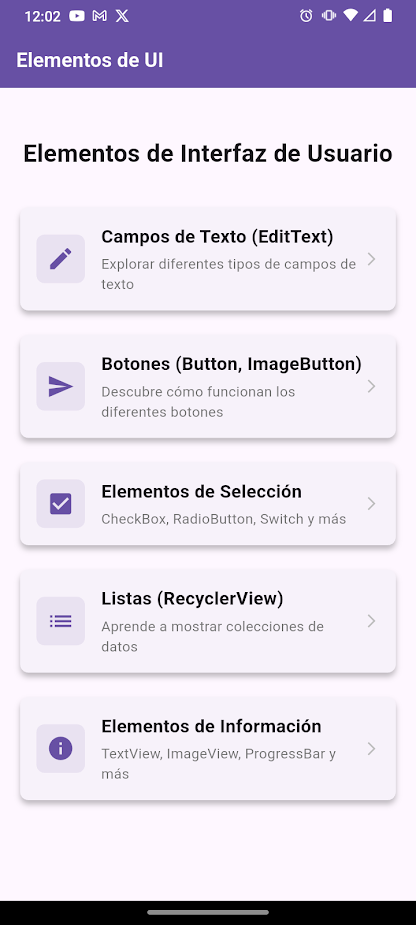 12:02
Elementos de UI
Elementos de Interfaz de Usuario
Campos de Texto (EditText)
Explorar diferentes tipos de campos de
texto
Botones (Button, ImageButton)
Descubre cómo funcionan los
diferentes botones
Elementos de Selección
CheckBox, RadioButton, Switch y más
Listas (RecyclerView)
Aprende a mostrar colecciones de
datos
Elementos de Información
TextView, ImageView, ProgressBar y
más